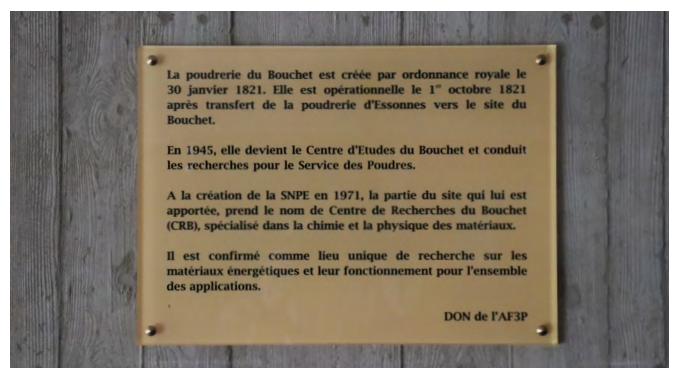 La poudrerie du Bouchet est créée par ordonnance royale le
30 janvier 1821. Elle est opérationnelle le 1er octobre 1821
après transfert de la poudrerie d'Essonnes vers le site du
Bouchet.
En 1945, elle devient le Centre d'Etudes du Bouchet et conduit
les recherches pour le Service des Poudres.
A la création de la SNPE en 1971, la partie du site qui lui est
apportée, prend le nom de Centre de Recherches du Bouchet
(CRB), spécialisé dans la chimie et la physique des matériaux.
Il est confirmé comme lieu unique de recherche sur les
matériaux énergétiques et leur fonctionnement pour l'ensemble
des applications.
DON de l'AF3P